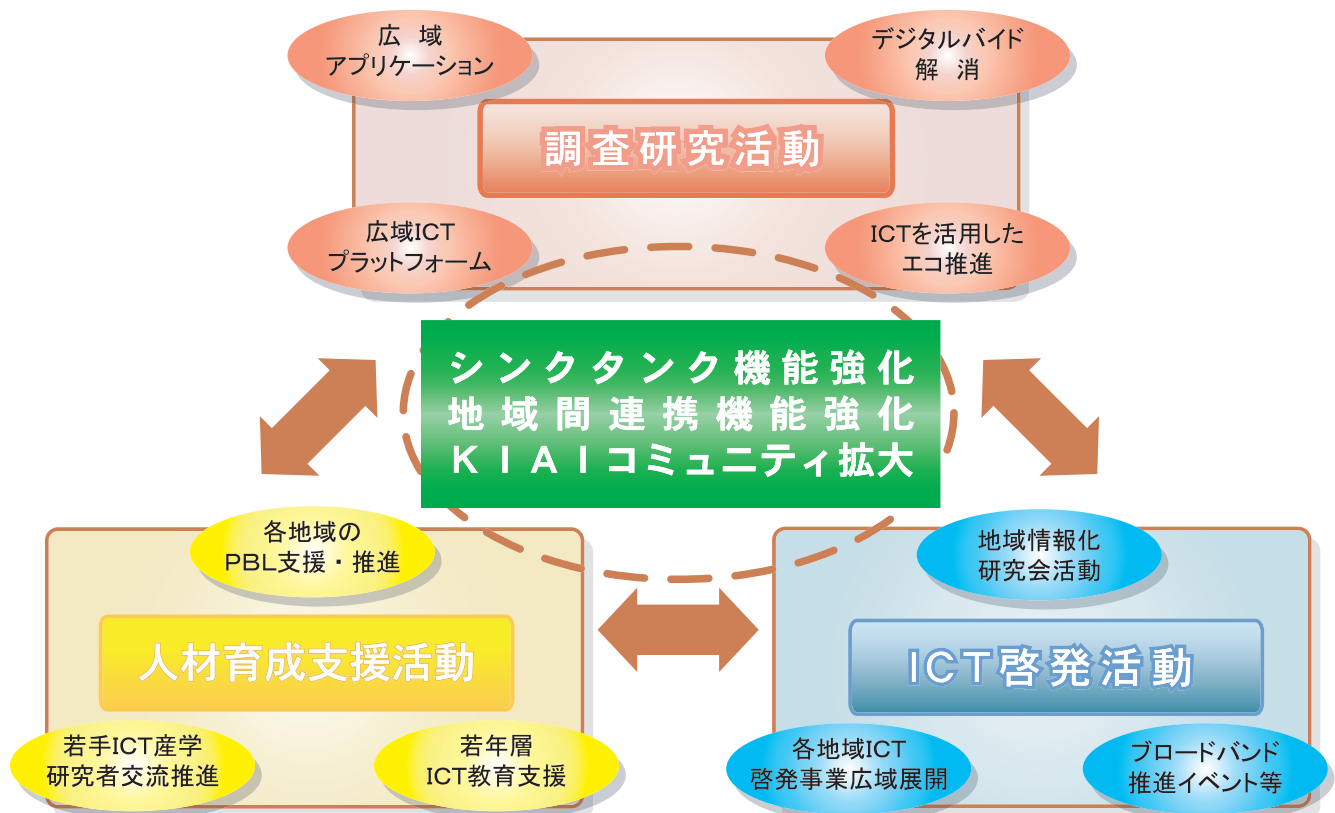 広　域
アプリケーション
デジタルバイド
解　消
調査研究活動
広域ICT
プラットフォーム
ICTを活用した
エコ推進
シンクタンク機能強化
地域間連携機能強化
KIAIコミュニティ拡大
各地域の
PBL支援・推進
人材育成支援活動
若手ICT産学
研究者交流推進
若年層
ICT教育支援
地域情報化
研究会活動
ICT啓発活動
各地域ICT
啓発事業広域展開
ブロードバンド
推進イベント等